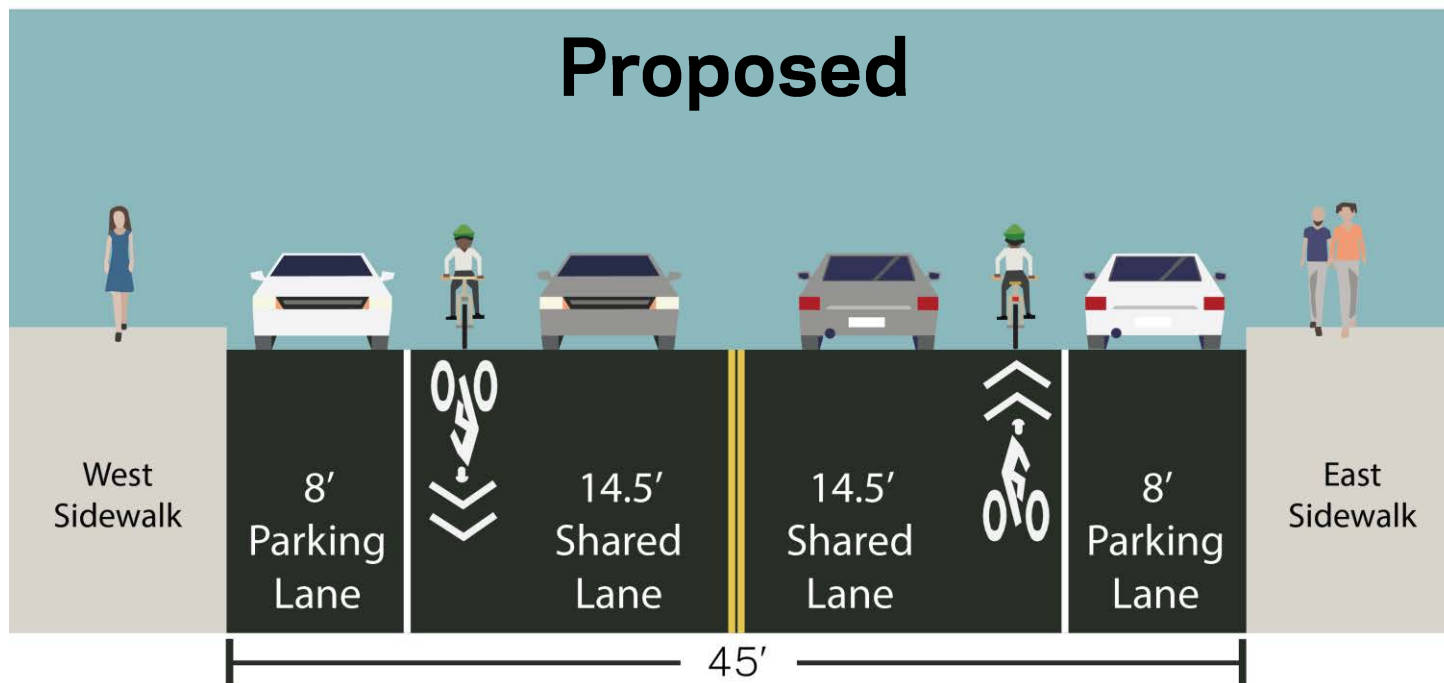 Proposed
West
Sidewalk
8′
Parking
Lane
14.5′
Shared
Lane
14.5′
Shared
Lane
8′
Parking
Lane
East
Sidewalk
45′